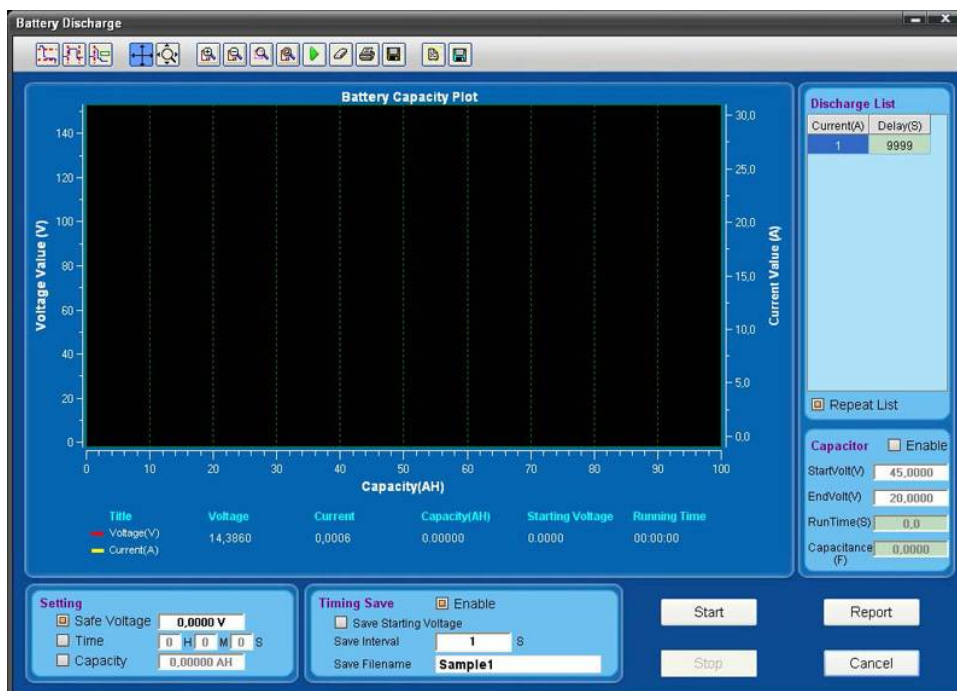 Battery Discharge
Battery Capacity Plot
140
120
100
80
60
40
20
0
Voltage Value (V)
30,0
25,0
20,0
15,0
10,0
5,0
0,0
Current Value (A)
0 10 20 30 40 50 60 70 80 90 100
Capacity(AH)
Title Voltage Current Capacity(AH) Starting Voltage Running Time
Voltage(V)
14,3860 0,0006 0.00000 0.0000 00:00:00
Current(A)
Discharge List
Current(A) Delay(S)
1 9999
Repeat List
Capacitor Enable
StartVolt(V) 45,0000
EndVolt(V) 20,0000
RunTime(S) 0,0
Capacitance 0,0000
(F)
Setting
Safe Voltage 0,0000 V
Time 0 H 0 M 0 S
Capacity 0,00000 AH
Timing Save Enable
Save Starting Voltage
Save Interval 1 S
Save Filename Sample1
Start
Report
Stop
Cancel